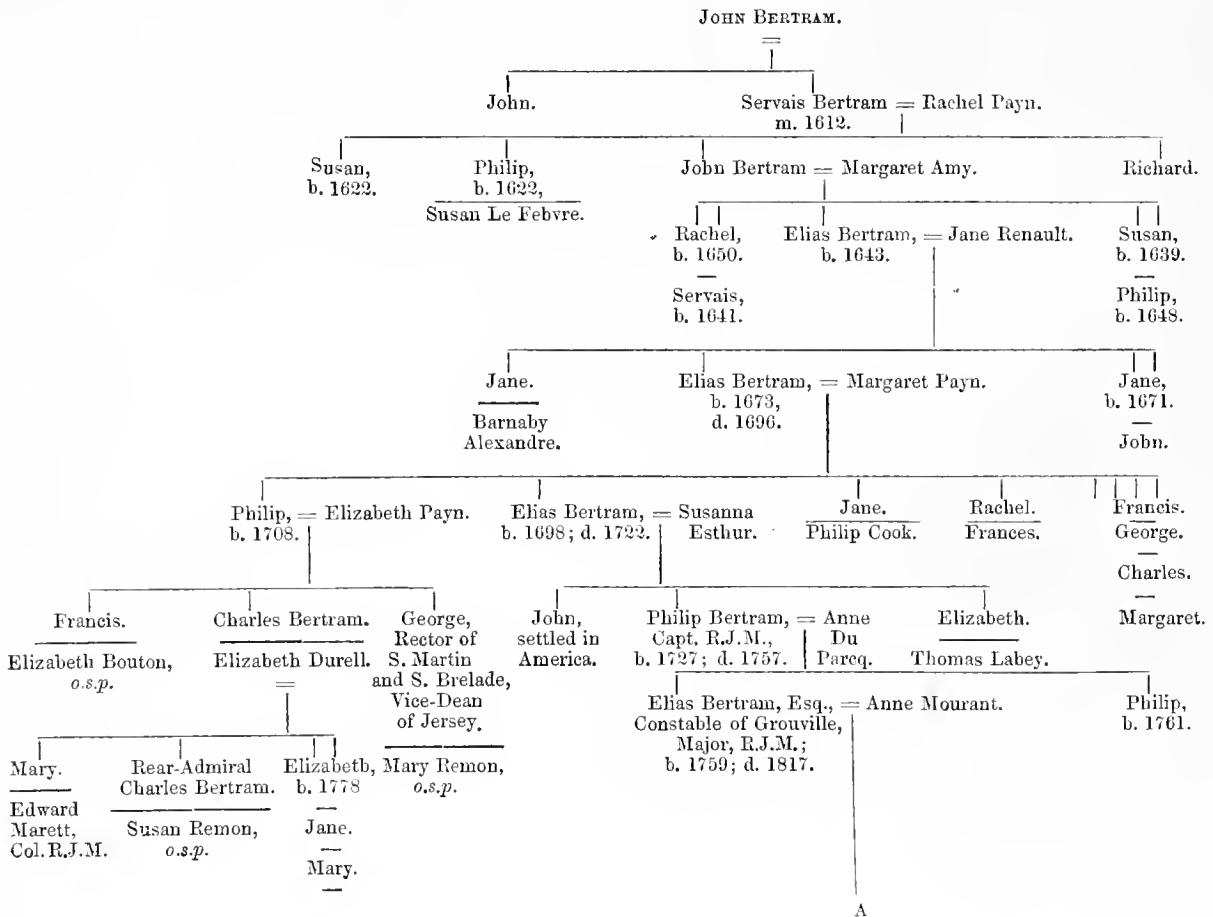 JOHN BERTRAM.
=
John.
Servais Bertram = Rachel Payn.
m. 1612.
Susan,
b. 1622.
Philip,
b. 1622,
Susan Le Febvre.
John Bertram = Margaret Amy.
Richard.
Rachel,
b. 1650.
—
Servais,
b. 1641.
Elias Bertram, = Jane Renault.
b. 1643.
Susan,
b. 1639.
—
Philip,
b. 1648.
Jane.
Barnaby
Alexandre.
Elias Bertram, = Margaret Payn.
b. 1673,
d. 1696.
Jane,
b. 1671.
—
John.
Philip, = Elizabeth Payn.
b. 1708.
Elias Bertram, = Susanna
b. 1698; d. 1722. Esthur.
Jane.
Philip Cook.
Rachel.
Frances.
Francis.
—
George.
—
Charles.
—
Margaret.
Francis.
Elizabeth Bouton,
o.s.p.
Charles Bertram.
Elizabeth Durell.
=
George,
Rector of
S. Martin
and S. Brelade,
Vice-Dean
of Jersey.
Mary Remon,
o.s.p.
John,
settled in
America.
Philip Bertram, = Anne
Capt. R.J.M., Du
b. 1727; d. 1757. Parcq.
Elizabeth.
Thomas Labey.
Mary.
Edward
Marett,
Col. R.J.M.
Rear-Admiral
Charles Bertram.
Susan Remon,
o.s.p.
Elizabeth,
b. 1778
—
Jane.
—
Mary.
—
Elias Bertram, Esq., = Anne Mourant.
Constable of Grouville,
Major, R.J.M.;
b. 1759; d. 1817.
Philip,
b. 1761.
A